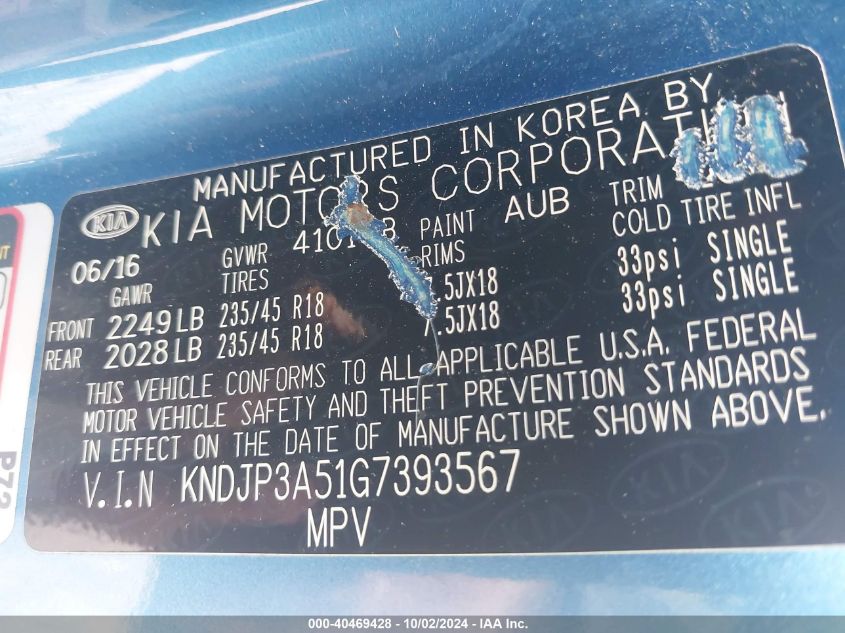 MANUFACTURED IN KOREA BY
KIA KIA MOTORS CORPORATION
06/16 GVWR PAINT AUB TRIM
GAWR TIRES RIMS COLD TIRE INFL
FRONT 2249LB 235/45 R18 .5JX18 33psi SINGLE
REAR 2028LB 235/45 R18 .5JX18 33psi SINGLE
THIS VEHICLE CONFORMS TO ALL APPLICABLE U.S.A. FEDERAL
MOTOR VEHICLE SAFETY AND THEFT PREVENTION STANDARDS
IN EFFECT ON THE DATE OF MANUFACTURE SHOWN ABOVE.
V.I.N KNDJP3A51G7393567
MPV
P72
000-40469428 - 10/02/2024 - IAA Inc.